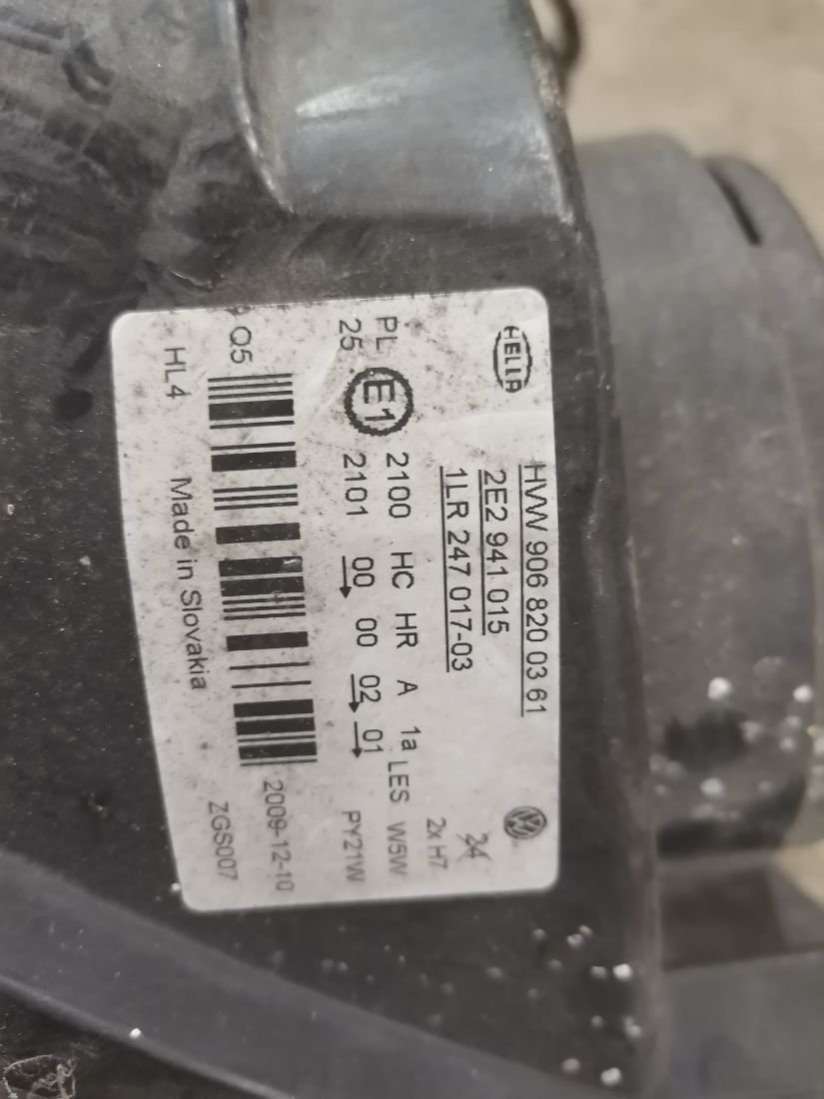 HELLA
HVW 906 820 03 61
2E2 941 015
1LR 247 017-03
2x H7
PL 2100 HC HR A 1a LES W5W
25 E1 2101 00 00 02 01 PY21W
Q5 2009-12-10
HL4 Made in Slovakia ZGS007